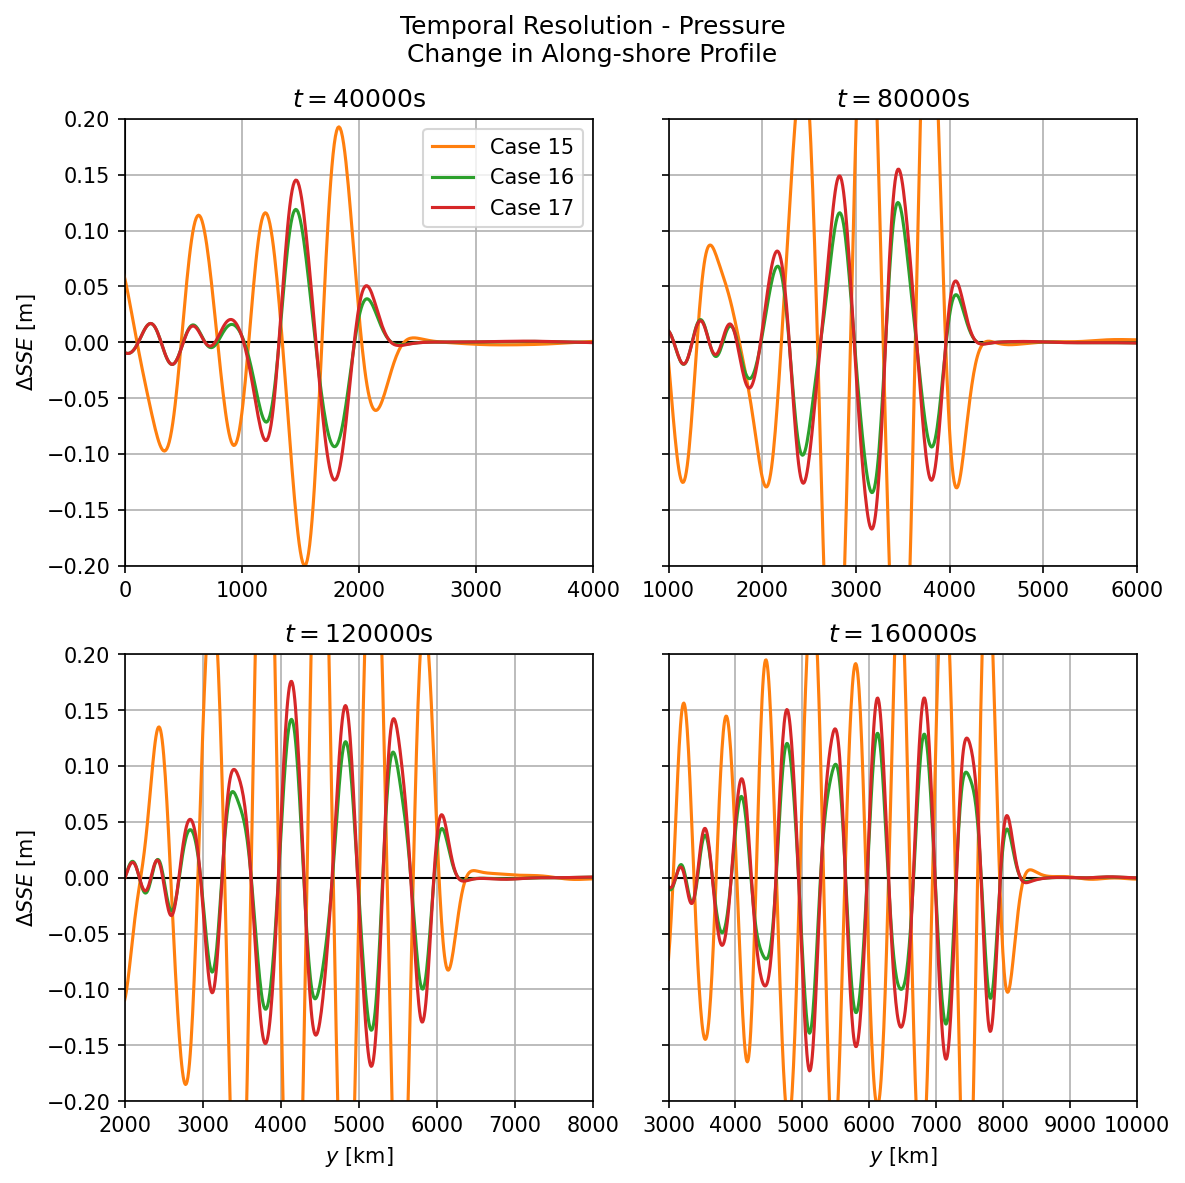 Temporal Resolution - Pressure
Change in Along-shore Profile
t = 40000s
0.20
0.15
0.10
0.05
0.00
−0.05
−0.10
−0.15
−0.20
ΔSSE [m]
0 1000 2000 3000 4000
Case 15
Case 16
Case 17
t = 80000s
1000 2000 3000 4000 5000 6000
t = 120000s
0.20
0.15
0.10
0.05
0.00
−0.05
−0.10
−0.15
−0.20
ΔSSE [m]
2000 3000 4000 5000 6000 7000 8000
y [km]
t = 160000s
3000 4000 5000 6000 7000 8000 9000 10000
y [km]